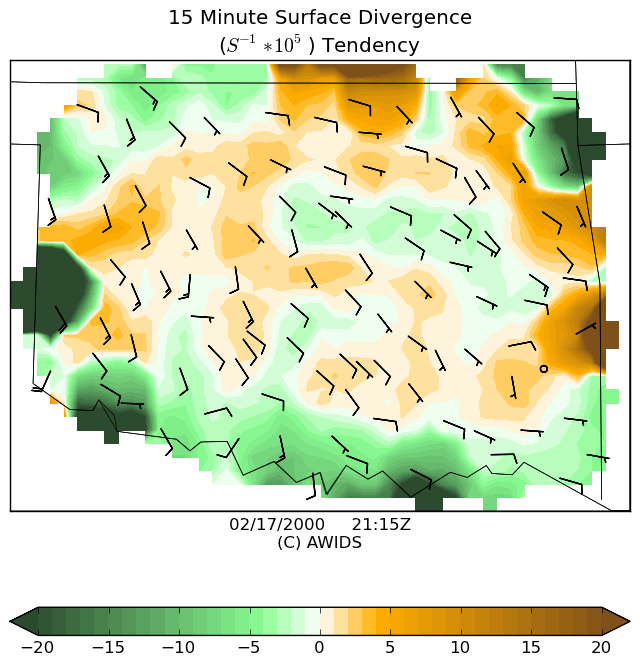 15 Minute Surface Divergence
(S⁻¹ *10⁵ ) Tendency
02/17/2000 21:15Z
(C) AWIDS
−20 −15 −10 −5 0 5 10 15 20